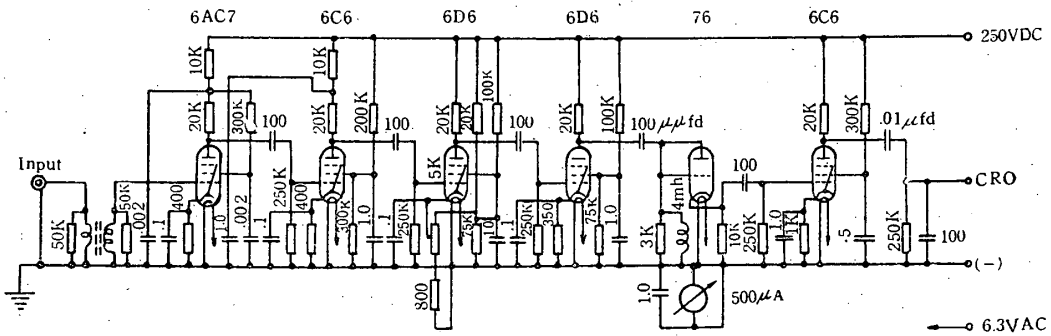 6AC7 6C6 6D6 6D6 76 6C6
250VDC
10K 10K
20K 300K 100 20K 200K 100 20K 20K 100K 100 20K 100K 100μμfd 20K 300K .01μfd
Input
50K 50K .002 .1 400 1.0 .002 .1 250K 400 300K 1.0 .1 250K 5K 75K 1.0 .1 250K 350 75K 1.0 3K 4mh 10K 100 250K 1.0 1K .5 250K 100
CRO
(-)
800
1.0
500μA
6.3VAC